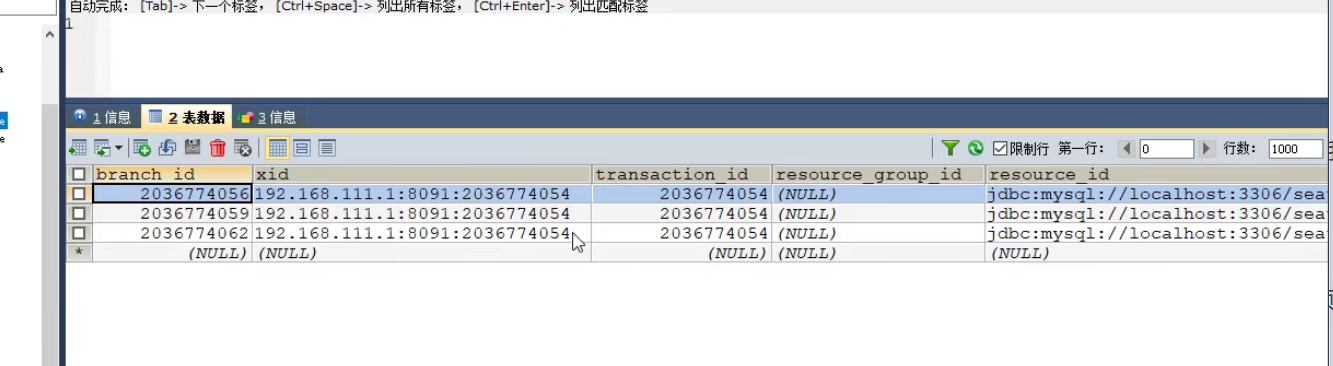 自动完成: [Tab]-> 下一个标签, [Ctrl+Space]-> 列出所有标签, [Ctrl+Enter]-> 列出匹配标签
1
1 信息 2 表数据 3 信息
限制行 第一行: 0 行数: 1000
branch_id xid transaction_id resource_group_id resource_id
2036774056 192.168.111.1:8091:2036774054 2036774054 (NULL) jdbc:mysql://localhost:3306/sea
2036774059 192.168.111.1:8091:2036774054 2036774054 (NULL) jdbc:mysql://localhost:3306/sea
2036774062 192.168.111.1:8091:2036774054 2036774054 (NULL) jdbc:mysql://localhost:3306/sea
* (NULL) (NULL) (NULL) (NULL) (NULL)